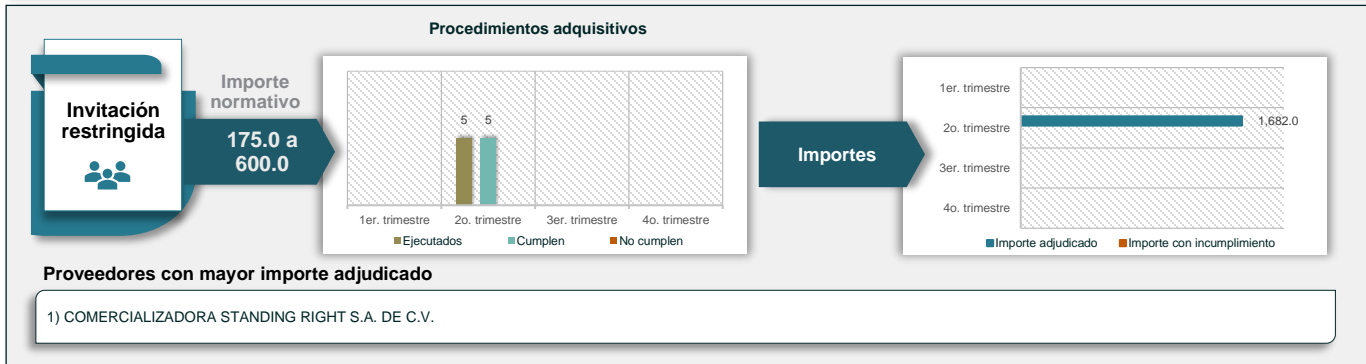 Procedimientos adquisitivos
Invitación
restringida
Importe
normativo
175.0 a
600.0
5 5
1er. trimestre 2o. trimestre 3er. trimestre 4o. trimestre
Ejecutados Cumplen No cumplen
Importes
1er. trimestre
2o. trimestre
1,682.0
3er. trimestre
4o. trimestre
Importe adjudicado Importe con incumplimiento
Proveedores con mayor importe adjudicado
1) COMERCIALIZADORA STANDING RIGHT S.A. DE C.V.